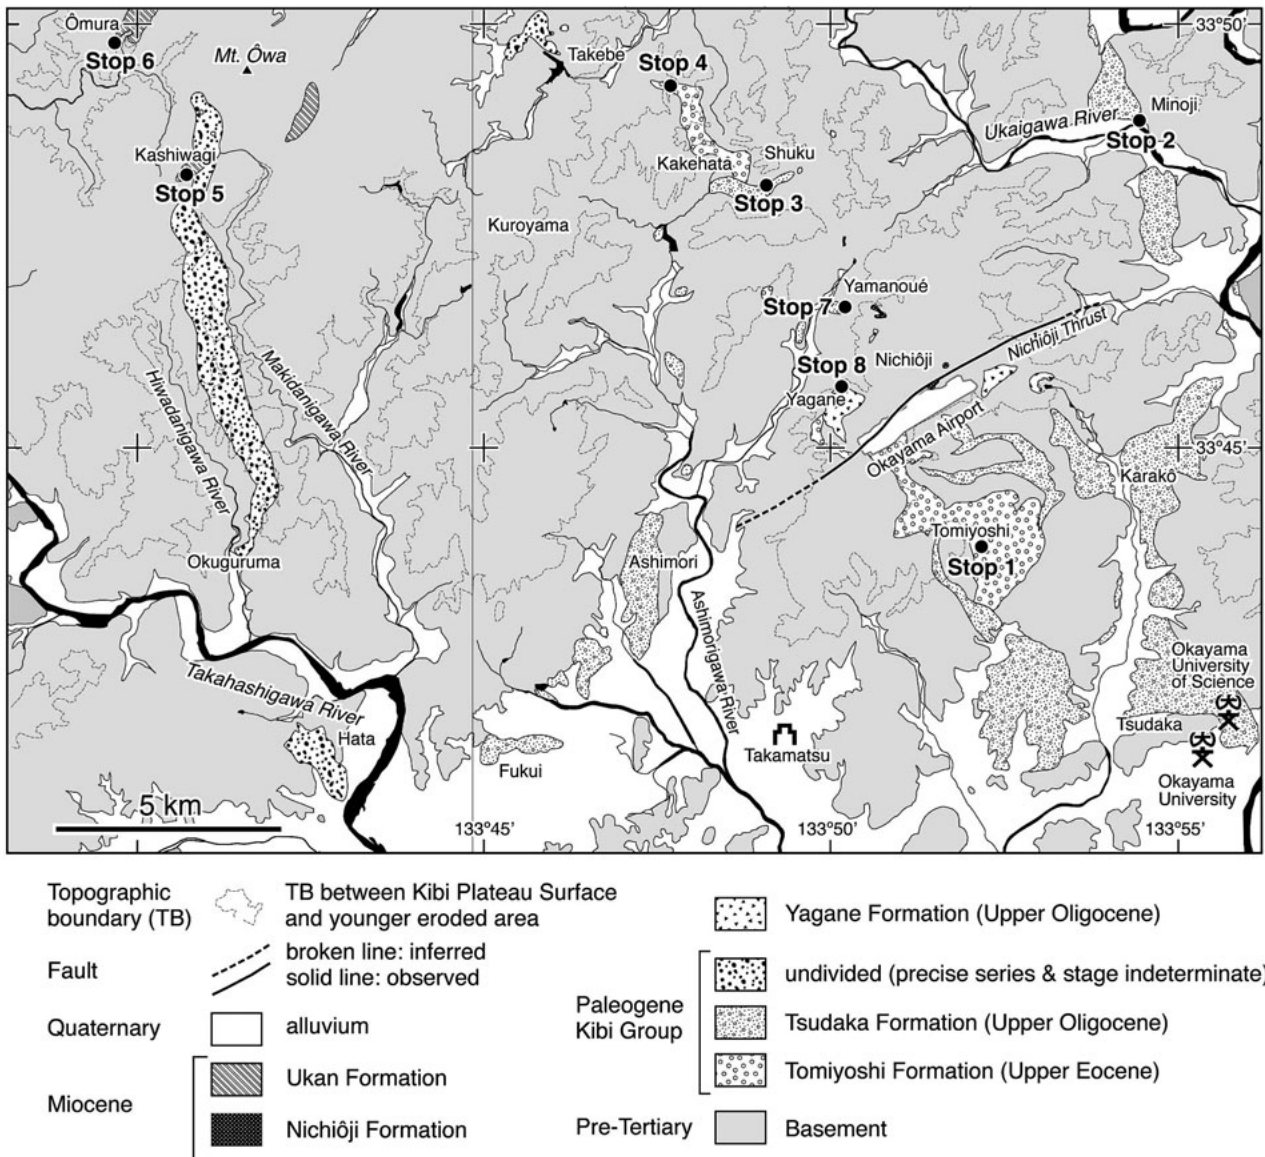 Ômura
Stop 6
Mt. Ôwa
Takebe
Stop 4
33°50’
Ukaigawa River
Minoji
Stop 2
Kashiwagi
Stop 5
Kakehata
Shuku
Stop 3
Kuroyama
Yamanoué
Stop 7
Nichiôji Thrust
Stop 8
Nichiôji
Yagane
Okayama Airport
33°45’
Hiwadanigawa River
Makidanigawa River
Karako
Tomiyoshi
Stop 1
Okuguruma
Ashimori
Ashimorigawa River
Takahashigawa River
Hata
Fukui
Takamatsu
Okayama
University
of Science
Tsudaka
(大)
(大)
Okayama
University
5 km
133°45’
133°50’
133°55’
Topographic
boundary (TB)
TB between Kibi Plateau Surface
and younger eroded area
Fault
broken line: inferred
solid line: observed
Quaternary
alluvium
Miocene
Ukan Formation
Nichiôji Formation
Yagane Formation (Upper Oligocene)
Paleogene
Kibi Group
undivided (precise series & stage indeterminate)
Tsudaka Formation (Upper Oligocene)
Tomiyoshi Formation (Upper Eocene)
Pre-Tertiary
Basement